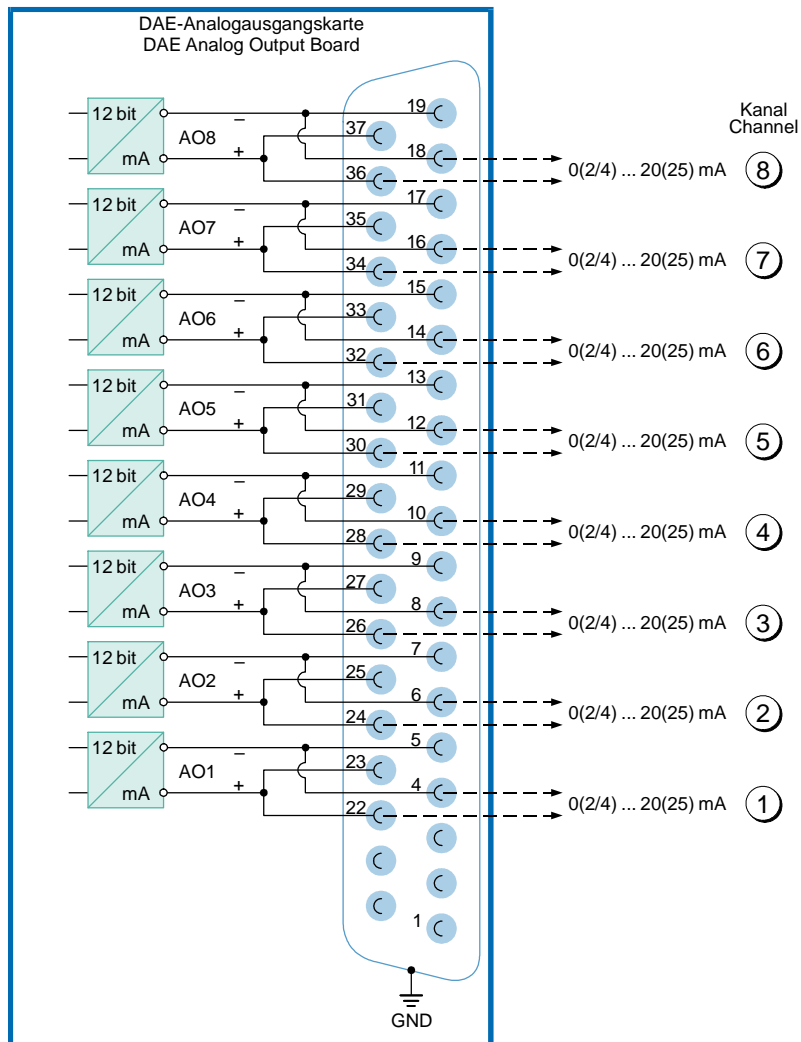 DAE-Analogausgangskarte
DAE Analog Output Board
Kanal
Channel
12 bit
mA
AO8
–
+
19
37
18
36
0(2/4) ... 20(25) mA
8
12 bit
mA
AO7
–
+
17
35
16
34
0(2/4) ... 20(25) mA
7
12 bit
mA
AO6
–
+
15
33
14
32
0(2/4) ... 20(25) mA
6
12 bit
mA
AO5
–
+
13
31
12
30
0(2/4) ... 20(25) mA
5
12 bit
mA
AO4
–
+
11
29
10
28
0(2/4) ... 20(25) mA
4
12 bit
mA
AO3
–
+
9
27
8
26
0(2/4) ... 20(25) mA
3
12 bit
mA
AO2
–
+
7
25
6
24
0(2/4) ... 20(25) mA
2
12 bit
mA
AO1
–
+
5
23
4
22
0(2/4) ... 20(25) mA
1
1
GND